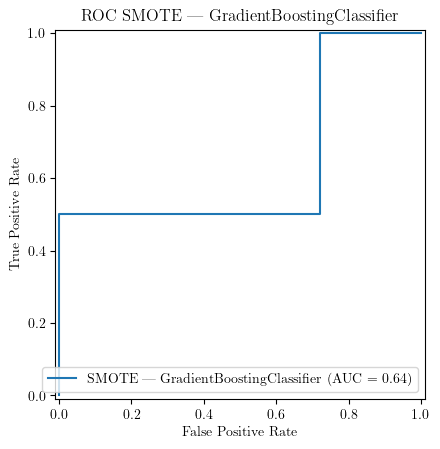 ROC SMOTE — GradientBoostingClassifier
1.0
0.8
0.6
0.4
0.2
0.0
True Positive Rate
SMOTE — GradientBoostingClassifier (AUC = 0.64)
0.0 0.2 0.4 0.6 0.8 1.0
False Positive Rate